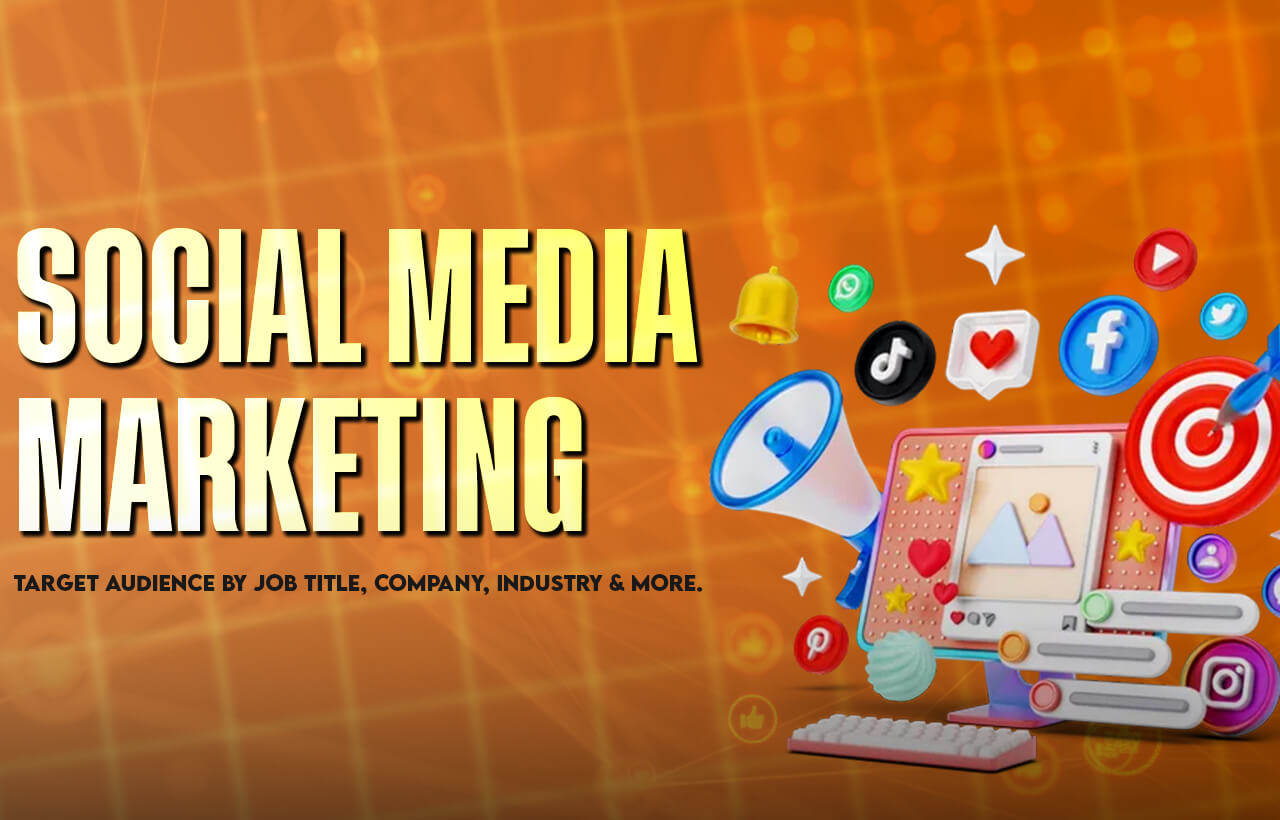 SOCIAL MEDIA
MARKETING
TARGET AUDIENCE BY JOB TITLE, COMPANY, INDUSTRY & MORE.